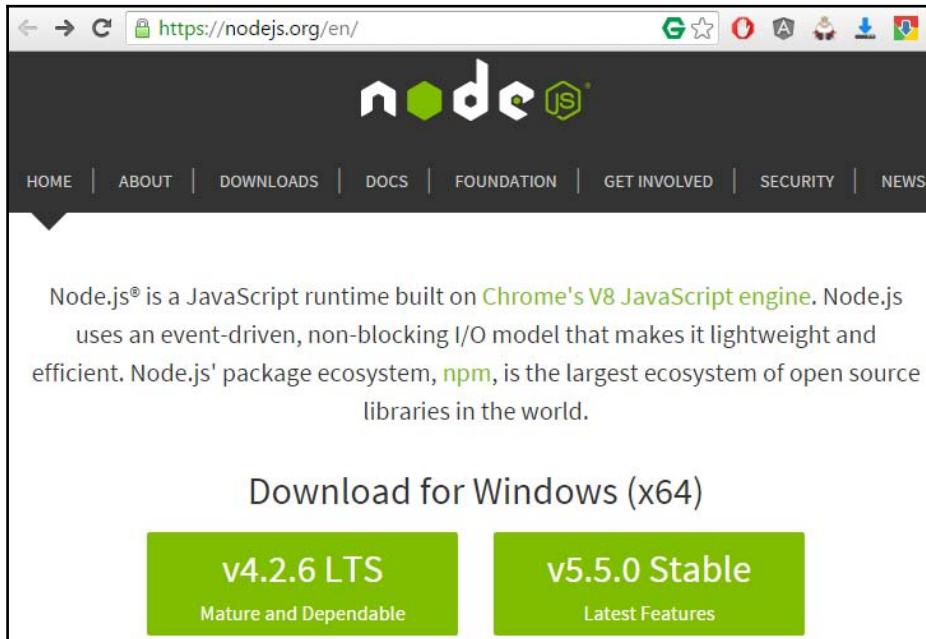 https://nodejs.org/en/
node JS®
HOME | ABOUT | DOWNLOADS | DOCS | FOUNDATION | GET INVOLVED | SECURITY | NEWS
Node.js® is a JavaScript runtime built on Chrome's V8 JavaScript engine. Node.js
uses an event-driven, non-blocking I/O model that makes it lightweight and
efficient. Node.js' package ecosystem, npm, is the largest ecosystem of open source
libraries in the world.
Download for Windows (x64)
v4.2.6 LTS
Mature and Dependable
v5.5.0 Stable
Latest Features